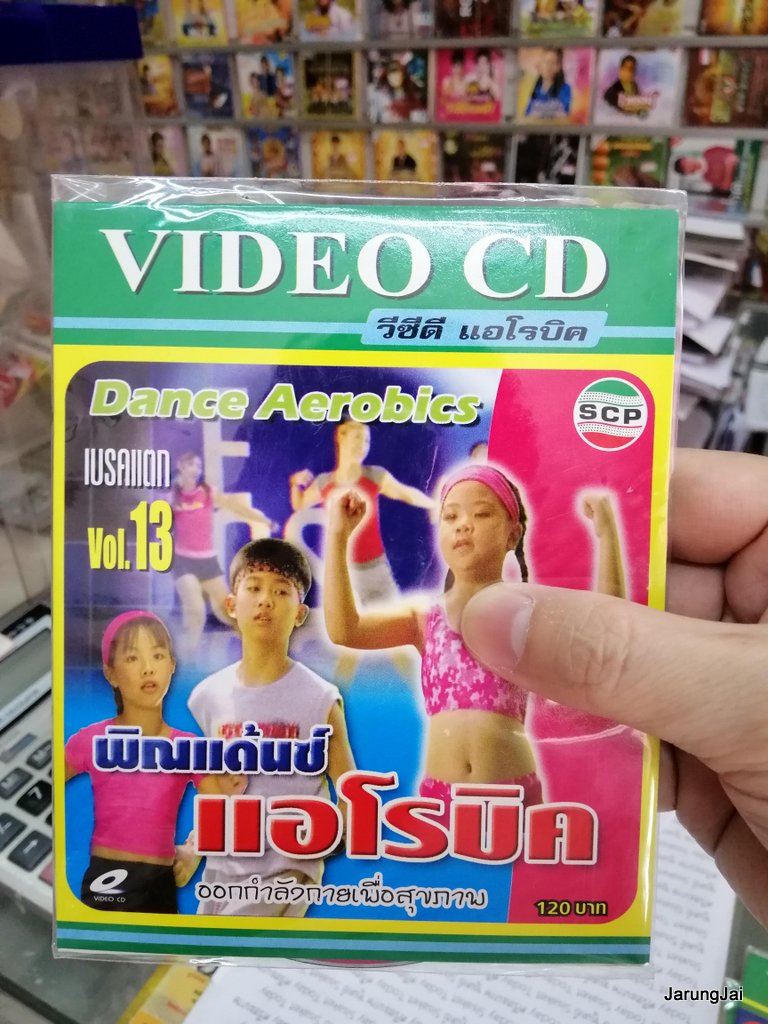 VIDEO CD
วีซีดี แอโรบิค
Dance Aerobics
SCP
เบรคแตก
Vol.13
พิณแด้นซ์
แอโรบิค
ออกกำลังกายเพื่อสุขภาพ
VIDEO CD
120 บาท
JarungJai